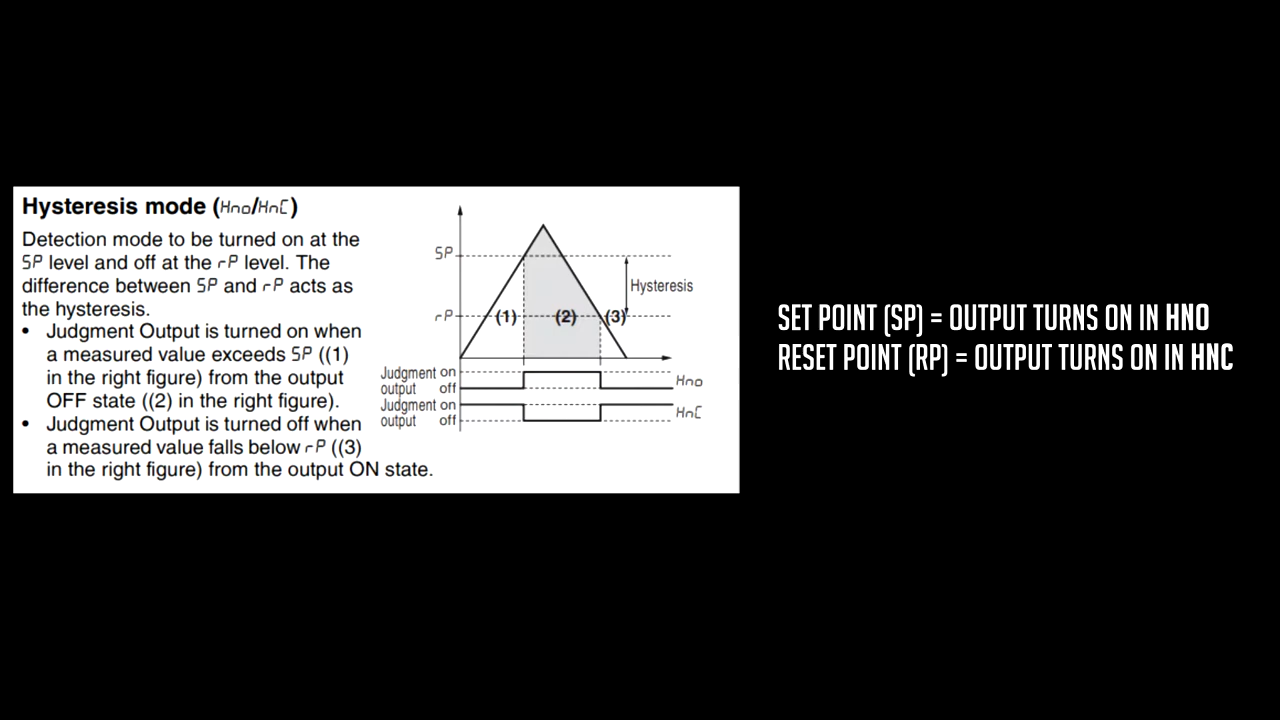 Hysteresis mode (Hno/HnC)
Detection mode to be turned on at the
SP level and off at the rP level. The
difference between SP and rP acts as
the hysteresis.
• Judgment Output is turned on when
a measured value exceeds SP ((1)
in the right figure) from the output
OFF state ((2) in the right figure).
• Judgment Output is turned off when
a measured value falls below rP ((3)
in the right figure) from the output ON state.
SP
Hysteresis
rP
(1) (2) (3)
Judgment on
output off
Hno
Judgment on
output off
HnC
SET POINT (SP) = OUTPUT TURNS ON IN HNO
RESET POINT (RP) = OUTPUT TURNS ON IN HNC